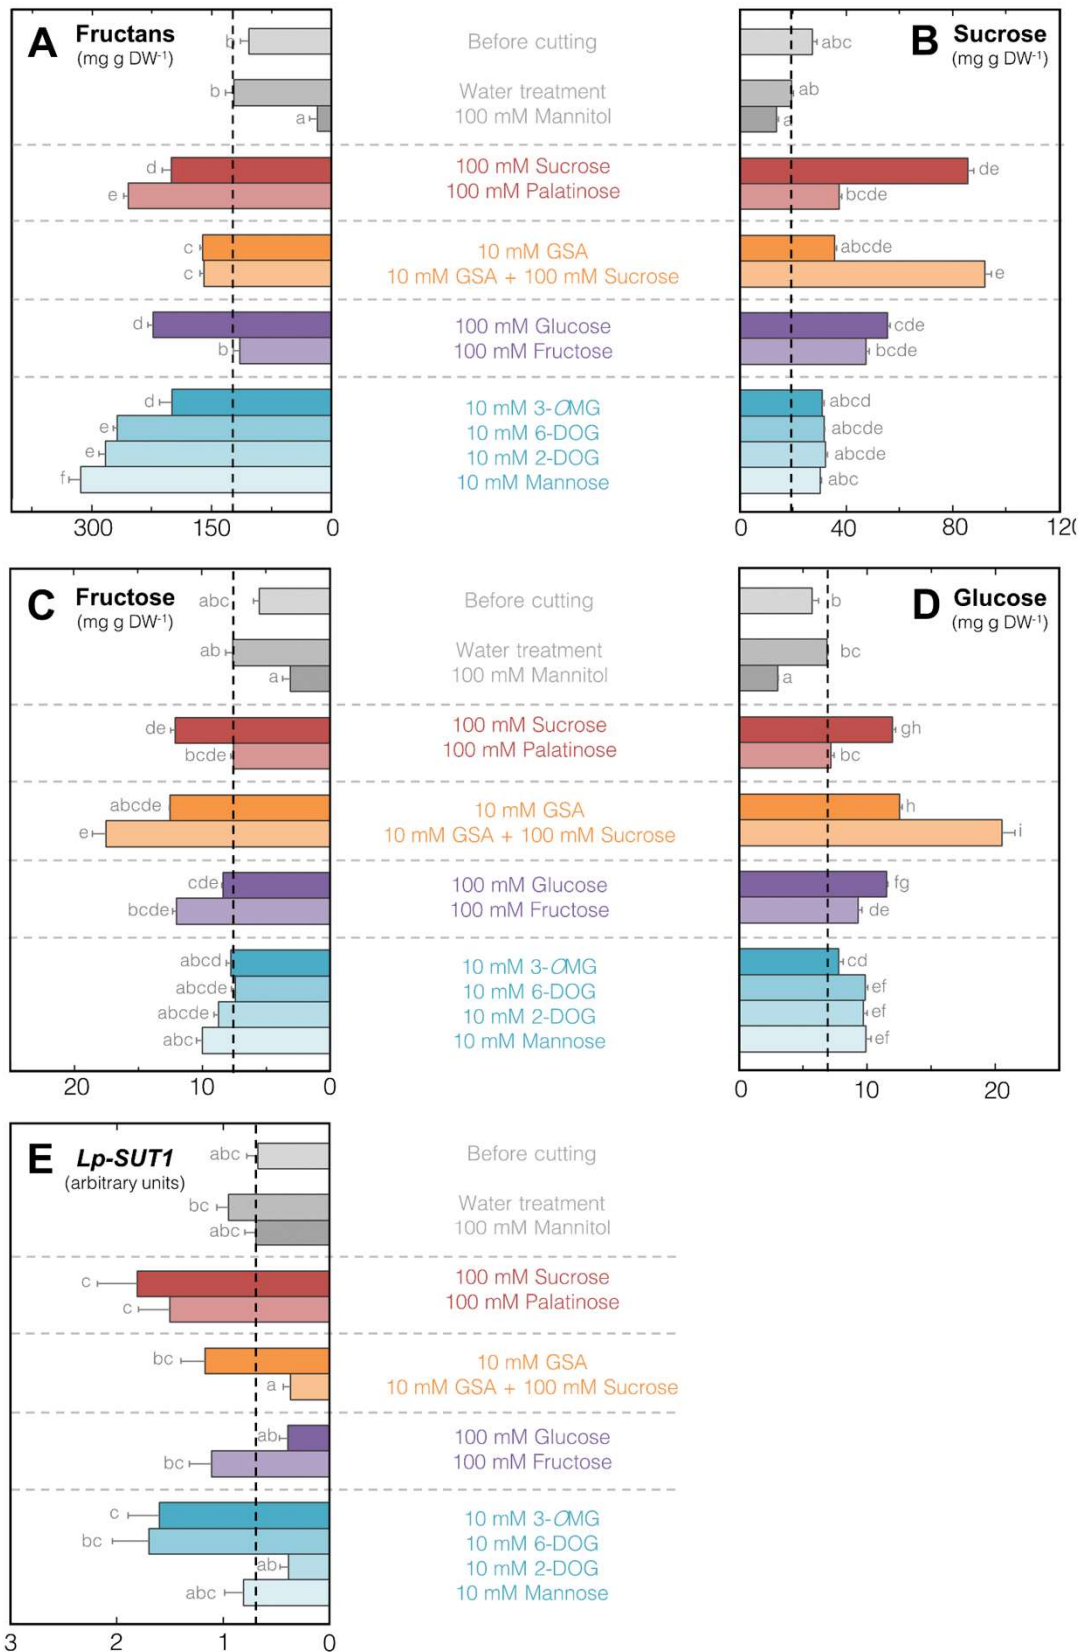 A Fructans
(mg g DW-1)
b
b
a
d
e
c
c
d
b
d
e
e
f
300 150 0
Before cutting
Water treatment
100 mM Mannitol
100 mM Sucrose
100 mM Palatinose
10 mM GSA
10 mM GSA + 100 mM Sucrose
100 mM Glucose
100 mM Fructose
10 mM 3-OMG
10 mM 6-DOG
10 mM 2-DOG
10 mM Mannose
B Sucrose
(mg g DW-1)
abc
ab
a
de
bcde
abcde
e
cde
bcde
abcd
abcde
abcde
abc
0 40 80 120
C Fructose
(mg g DW-1)
abc
ab
a
de
bcde
abcde
e
cde
bcde
abcd
abcde
abcde
abc
20 10 0
Before cutting
Water treatment
100 mM Mannitol
100 mM Sucrose
100 mM Palatinose
10 mM GSA
10 mM GSA + 100 mM Sucrose
100 mM Glucose
100 mM Fructose
10 mM 3-OMG
10 mM 6-DOG
10 mM 2-DOG
10 mM Mannose
D Glucose
(mg g DW-1)
b
bc
a
gh
bc
h
i
fg
de
cd
ef
ef
ef
0 10 20
E Lp-SUT1
(arbitrary units)
abc
bc
abc
c
c
bc
a
ab
bc
c
bc
ab
abc
3 2 1 0
Before cutting
Water treatment
100 mM Mannitol
100 mM Sucrose
100 mM Palatinose
10 mM GSA
10 mM GSA + 100 mM Sucrose
100 mM Glucose
100 mM Fructose
10 mM 3-OMG
10 mM 6-DOG
10 mM 2-DOG
10 mM Mannose